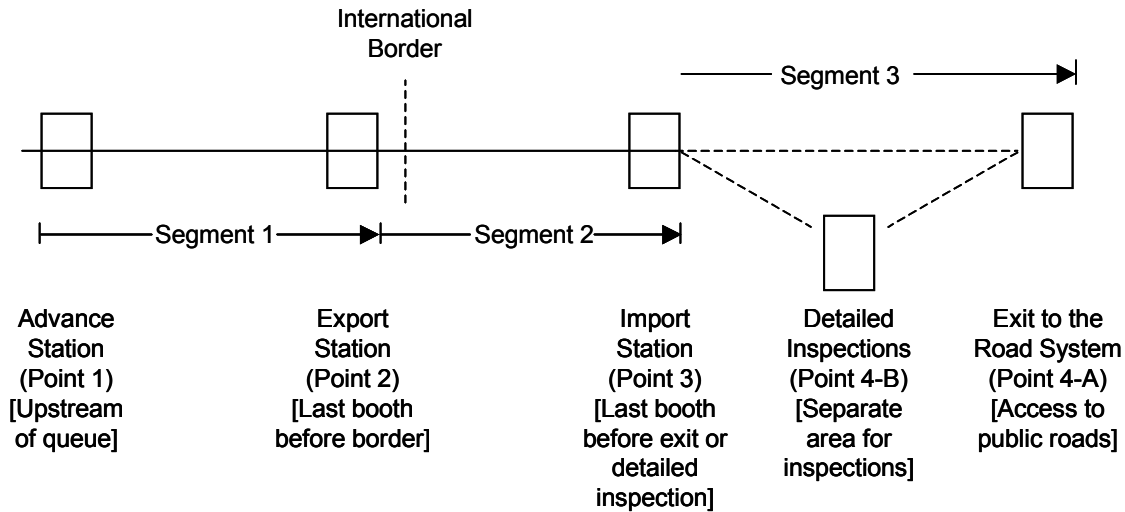 International
Border
Segment 3
Segment 1
Segment 2
Advance
Station
(Point 1)
[Upstream
of queue]
Export
Station
(Point 2)
[Last booth
before border]
Import
Station
(Point 3)
[Last booth
before exit or
detailed
inspection]
Detailed
Inspections
(Point 4-B)
[Separate
area for
inspections]
Exit to the
Road System
(Point 4-A)
[Access to
public roads]